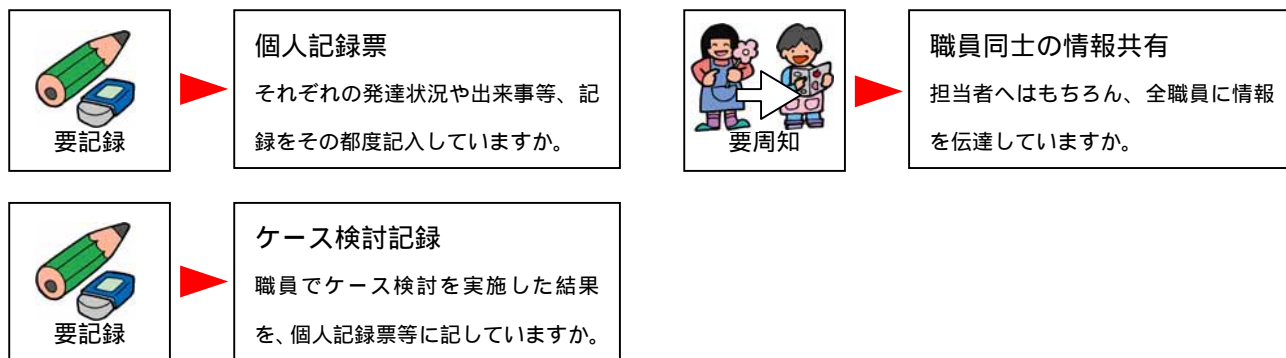 要記録
個人記録票
それぞれの発達状況や出来事等、記
録をその都度記入していますか。
要周知
職員同士の情報共有
担当者へはもちろん、全職員に情報
を伝達していますか。
要記録
ケース検討記録
職員でケース検討を実施した結果
を、個人記録票等に記していますか。